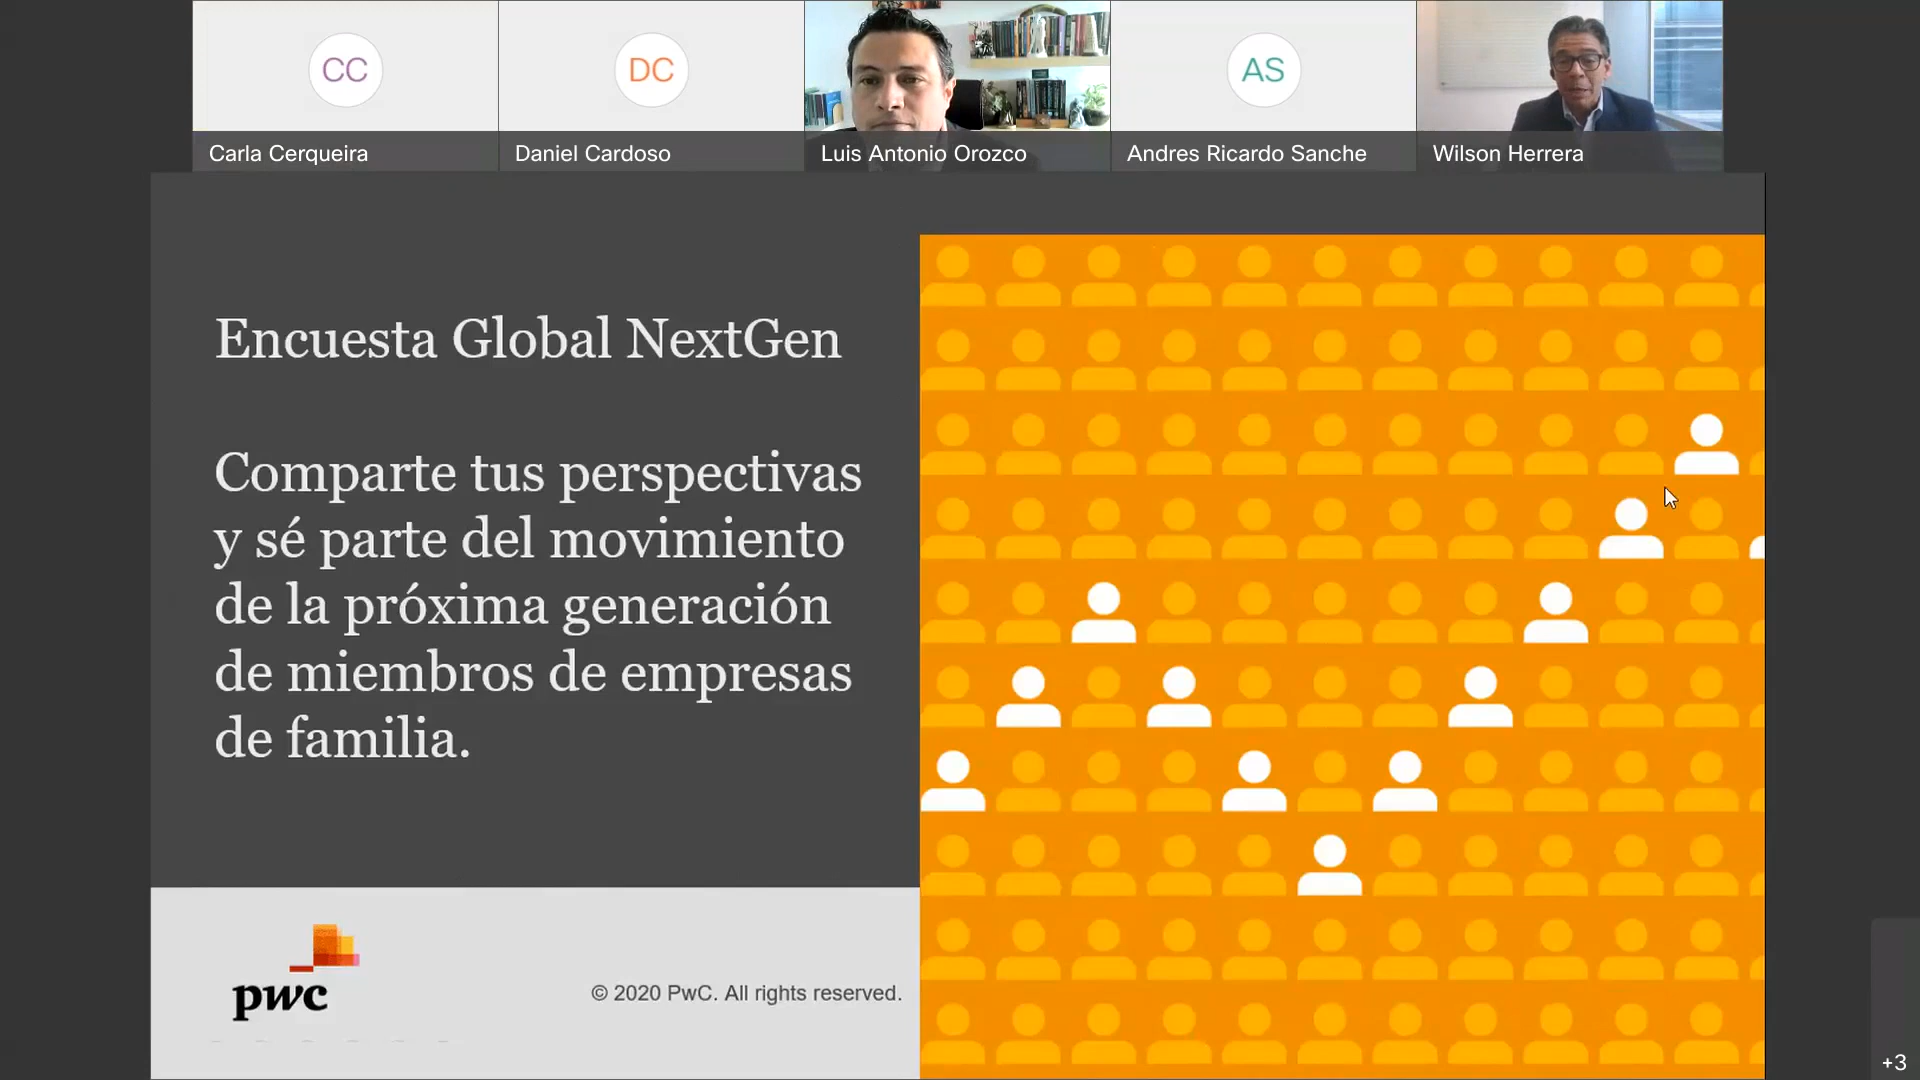 CC
DC
AS
Carla Cerqueira
Daniel Cardoso
Luis Antonio Orozco
Andres Ricardo Sanche
Wilson Herrera
Encuesta Global NextGen
Comparte tus perspectivas
y sé parte del movimiento
de la próxima generación
de miembros de empresas
de familia.
pwc
© 2020 PwC. All rights reserved.
+3